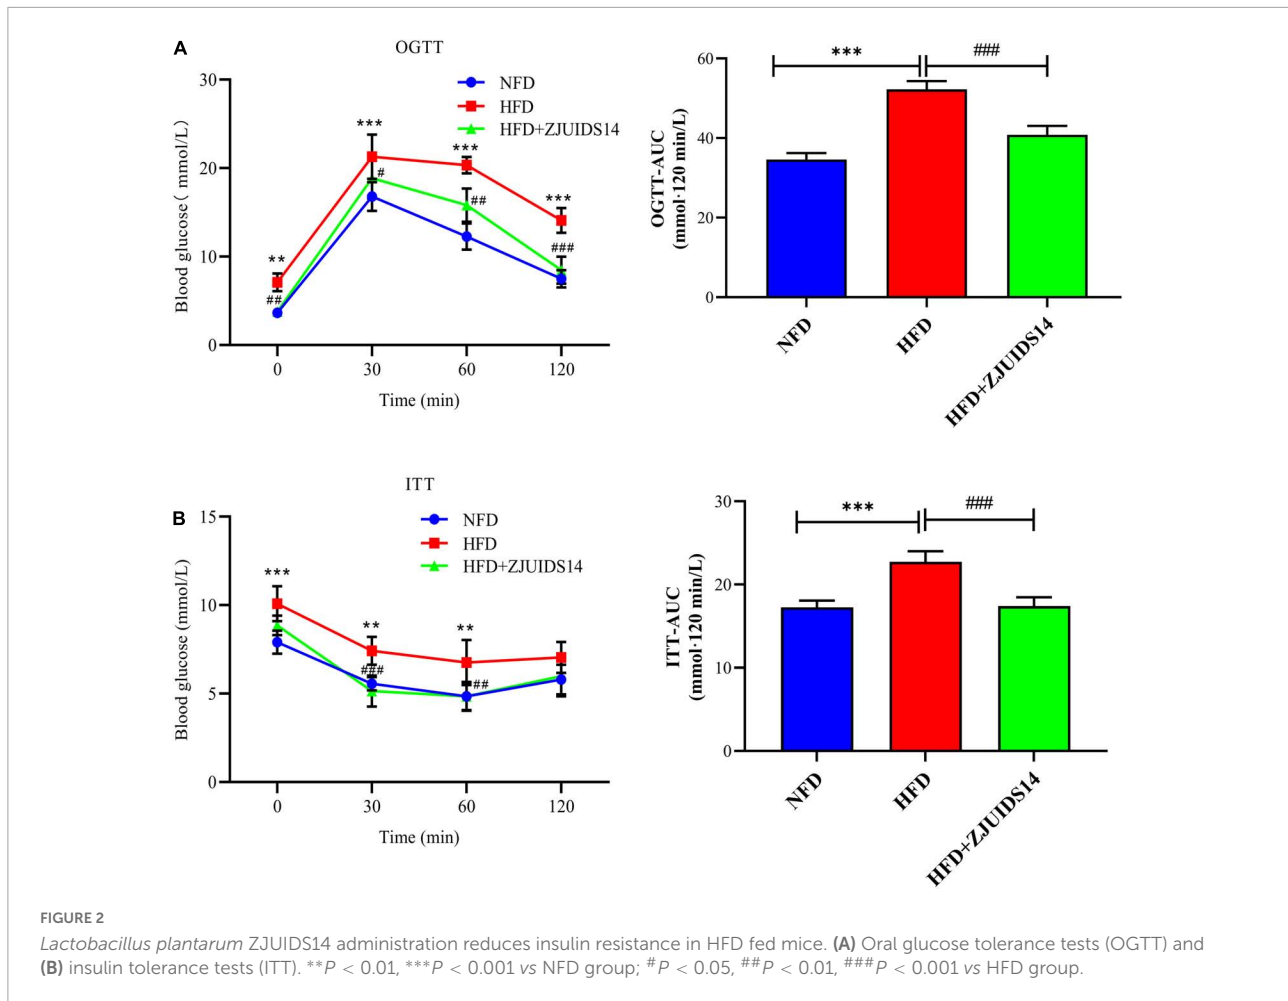 A
OGTT
NFD
HFD
HFD+ZJUIDS14
Blood glucose ( mmol/L)
30
20
10
0
**
##
***
#
***
##
***
###
0 30 60 120
Time (min)
OGTT-AUC
(mmol·120 min/L)
60
40
20
0
***
###
NFD
HFD
HFD+ZJUIDS14
B
ITT
NFD
HFD
HFD+ZJUIDS14
Blood glucose (mmol/L)
15
10
5
0
***
**
###
**
##
0 30 60 120
Time (min)
ITT-AUC
(mmol·120 min/L)
30
20
10
0
***
###
NFD
HFD
HFD+ZJUIDS14
FIGURE 2
Lactobacillus plantarum ZJUIDS14 administration reduces insulin resistance in HFD fed mice. (A) Oral glucose tolerance tests (OGTT) and
(B) insulin tolerance tests (ITT). **P < 0.01, ***P < 0.001 vs NFD group; #P < 0.05, ##P < 0.01, ###P < 0.001 vs HFD group.